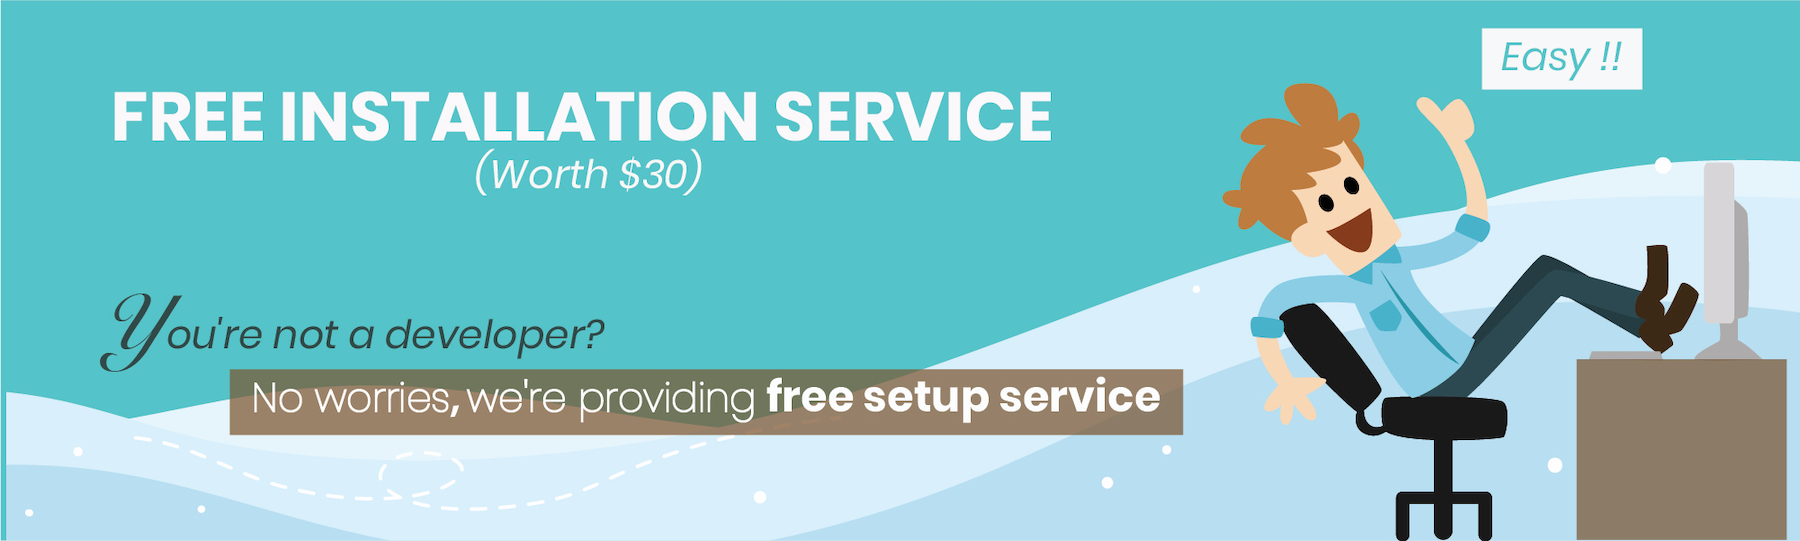 FREE INSTALLATION SERVICE
(Worth $30)
Easy !!
You're not a developer?
No worries, we're providing free setup service